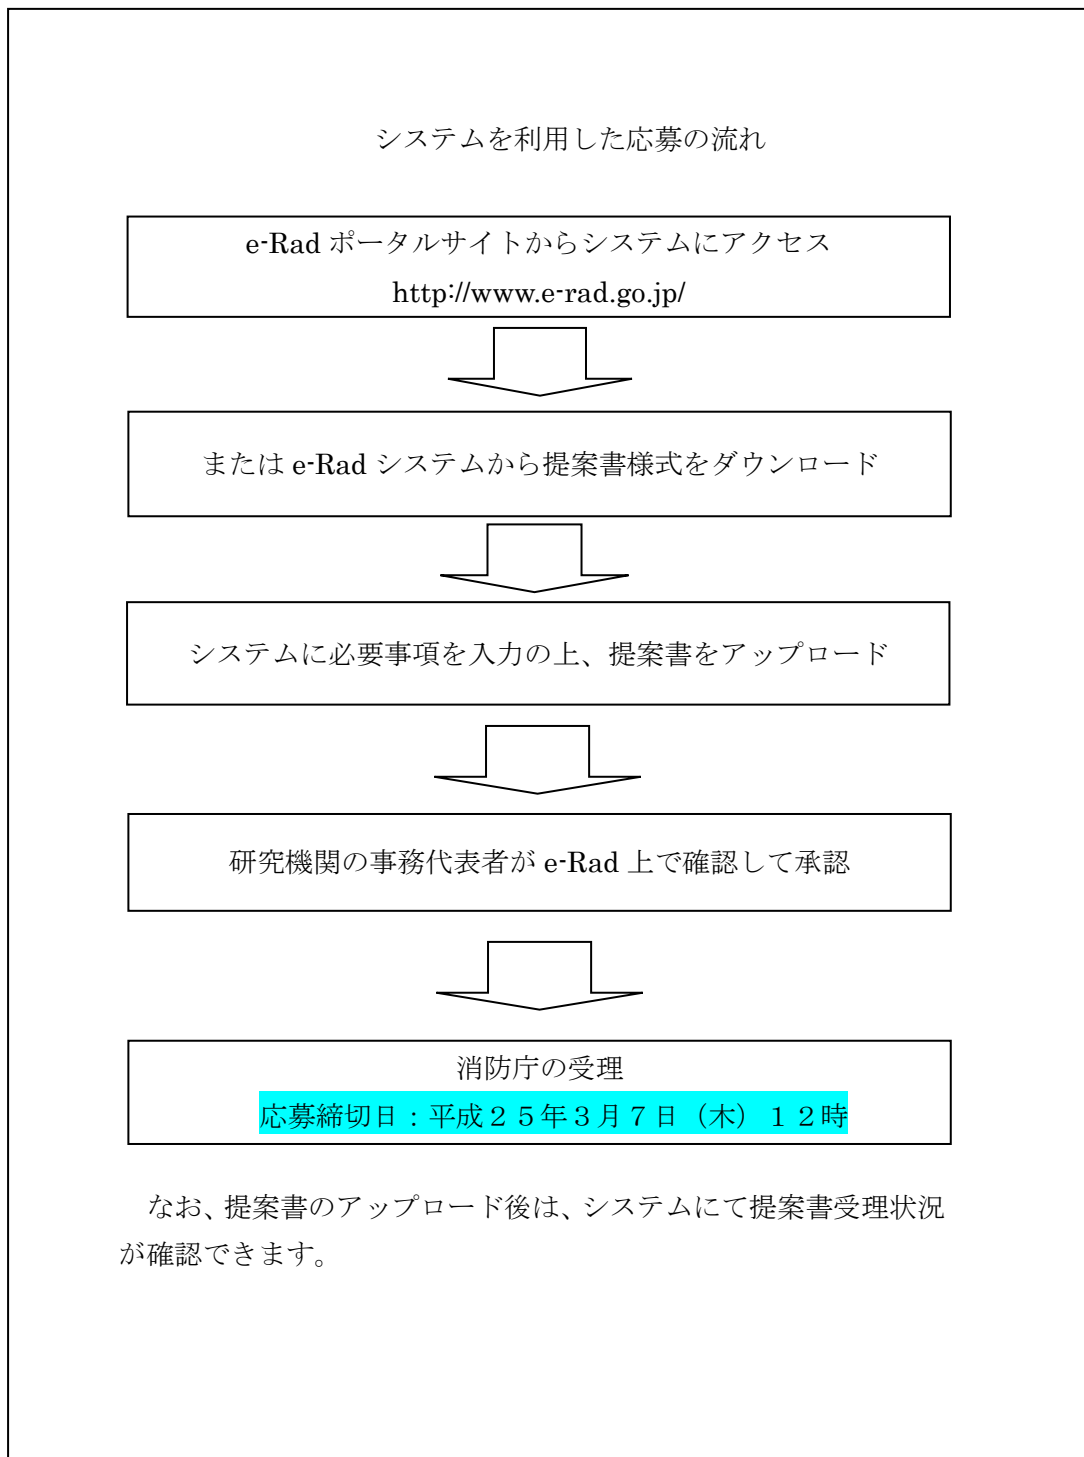 システムを利用した応募の流れ
e-Rad ポータルサイトからシステムにアクセス
http://www.e-rad.go.jp/
または e-Rad システムから提案書様式をダウンロード
システムに必要事項を入力の上、提案書をアップロード
研究機関の事務代表者が e-Rad 上で確認して承認
消防庁の受理
応募締切日：平成２５年３月７日（木）１２時
なお、提案書のアップロード後は、システムにて提案書受理状況
が確認できます。